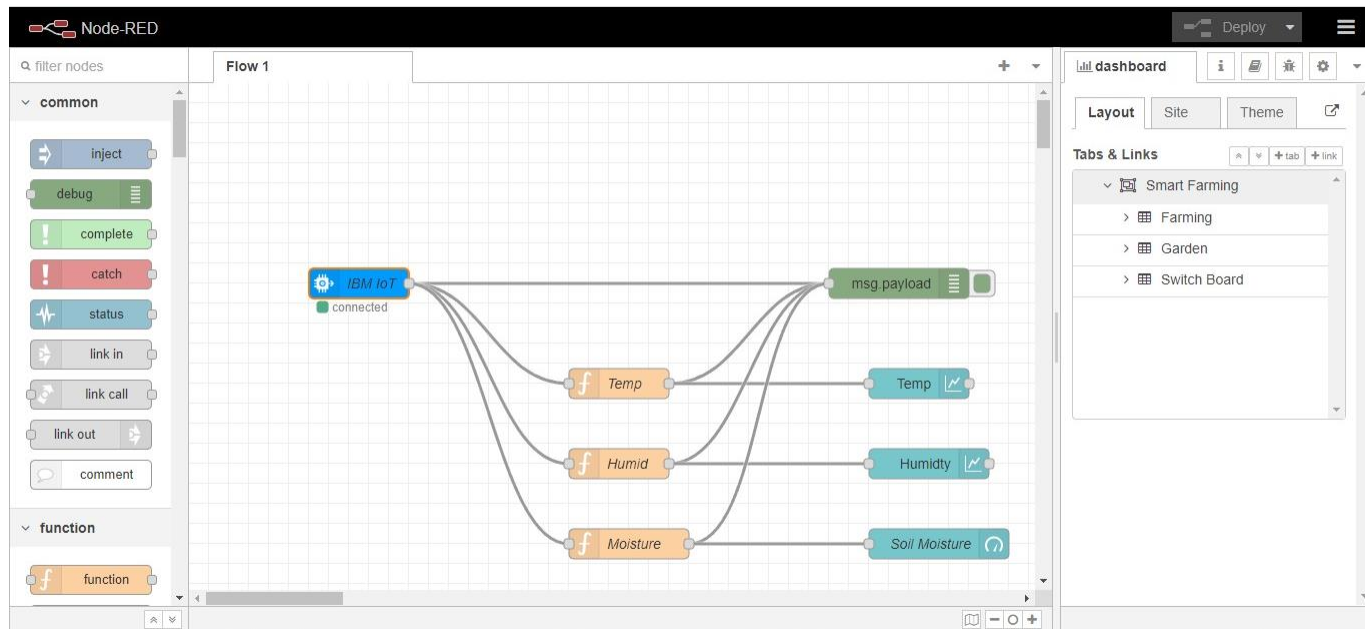 Node-RED
Deploy
filter nodes
Flow 1
dashboard
common
Layout
Site
Theme
inject
Tabs & Links
tab
link
debug
Smart Farming
complete
Farming
catch
Garden
IBM IoT
msg.payload
Switch Board
connected
status
link in
link call
Temp
Temp
link out
comment
Humid
Humidty
function
Moisture
Soil Moisture
function